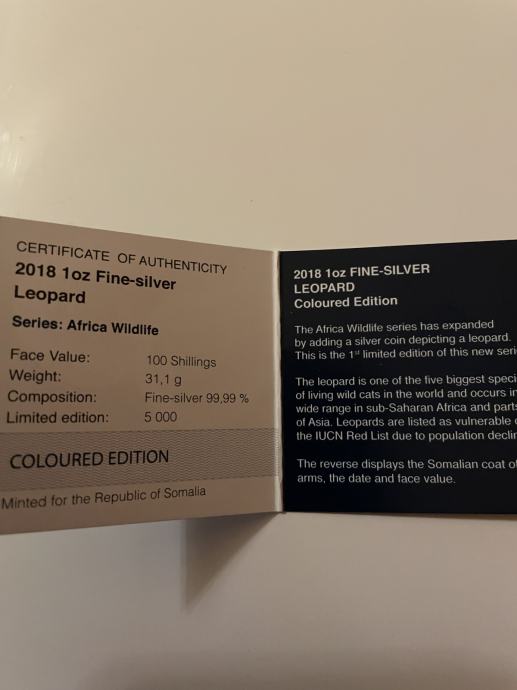 CERTIFICATE OF AUTHENTICITY
2018 1oz Fine-silver
Leopard
Series: Africa Wildlife
Face Value: 100 Shillings
Weight: 31,1 g
Composition: Fine-silver 99,99 %
Limited edition: 5 000
COLOURED EDITION
Minted for the Republic of Somalia
2018 1oz FINE-SILVER
LEOPARD
Coloured Edition
The Africa Wildlife series has expanded
by adding a silver coin depicting a leopard.
This is the 1st limited edition of this new
The leopard is one of the five biggest
of living wild cats in the world and occurs
wide range in sub-Saharan Africa and
of Asia. Leopards are listed as vulnerable
the IUCN Red List due to population
The reverse displays the Somalian coat of
arms, the date and face value.